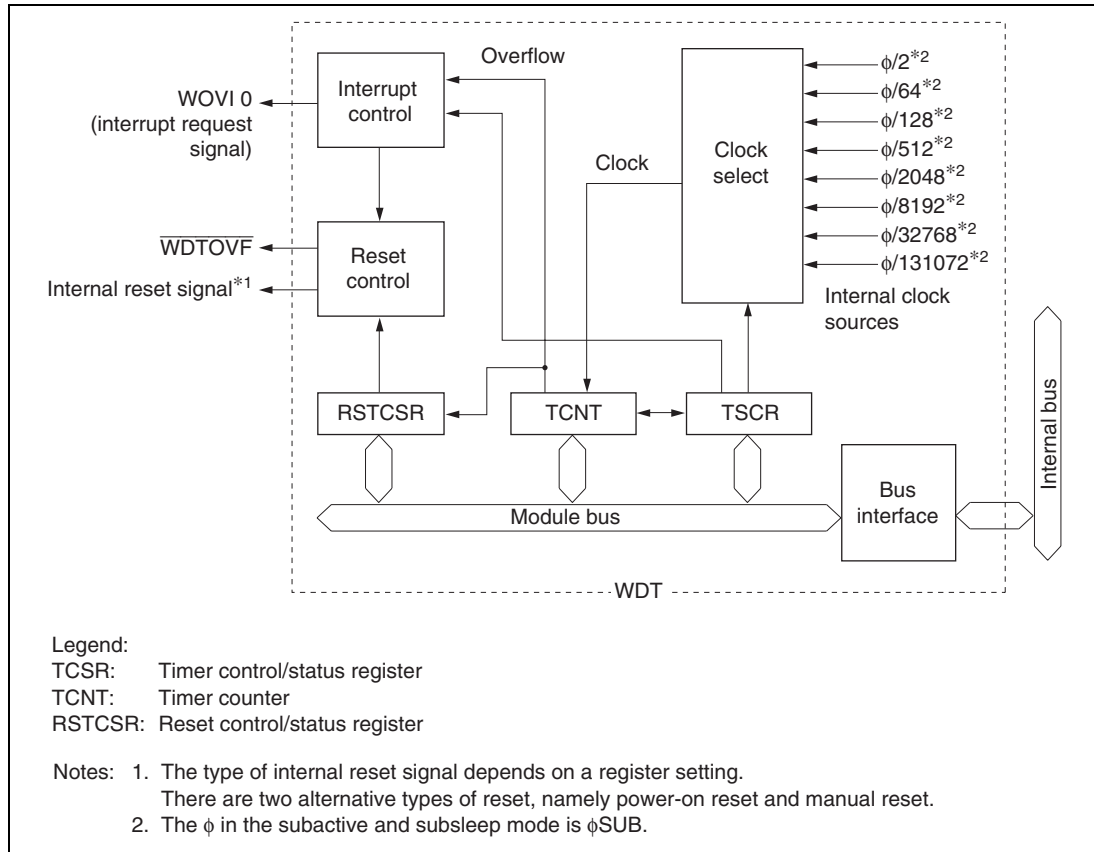 Overflow
Interrupt
control
WOVI 0
(interrupt request
signal)
Clock
Clock
select
ϕ/2*2
ϕ/64*2
ϕ/128*2
ϕ/512*2
ϕ/2048*2
ϕ/8192*2
ϕ/32768*2
ϕ/131072*2
Internal clock
sources
WDTOVF
Internal reset signal*1
Reset
control
RSTCSR
TCNT
TSCR
Module bus
Bus
interface
Internal bus
WDT
Legend:
TCSR: Timer control/status register
TCNT: Timer counter
RSTCSR: Reset control/status register
Notes: 1. The type of internal reset signal depends on a register setting.
There are two alternative types of reset, namely power-on reset and manual reset.
2. The ϕ in the subactive and subsleep mode is ϕSUB.